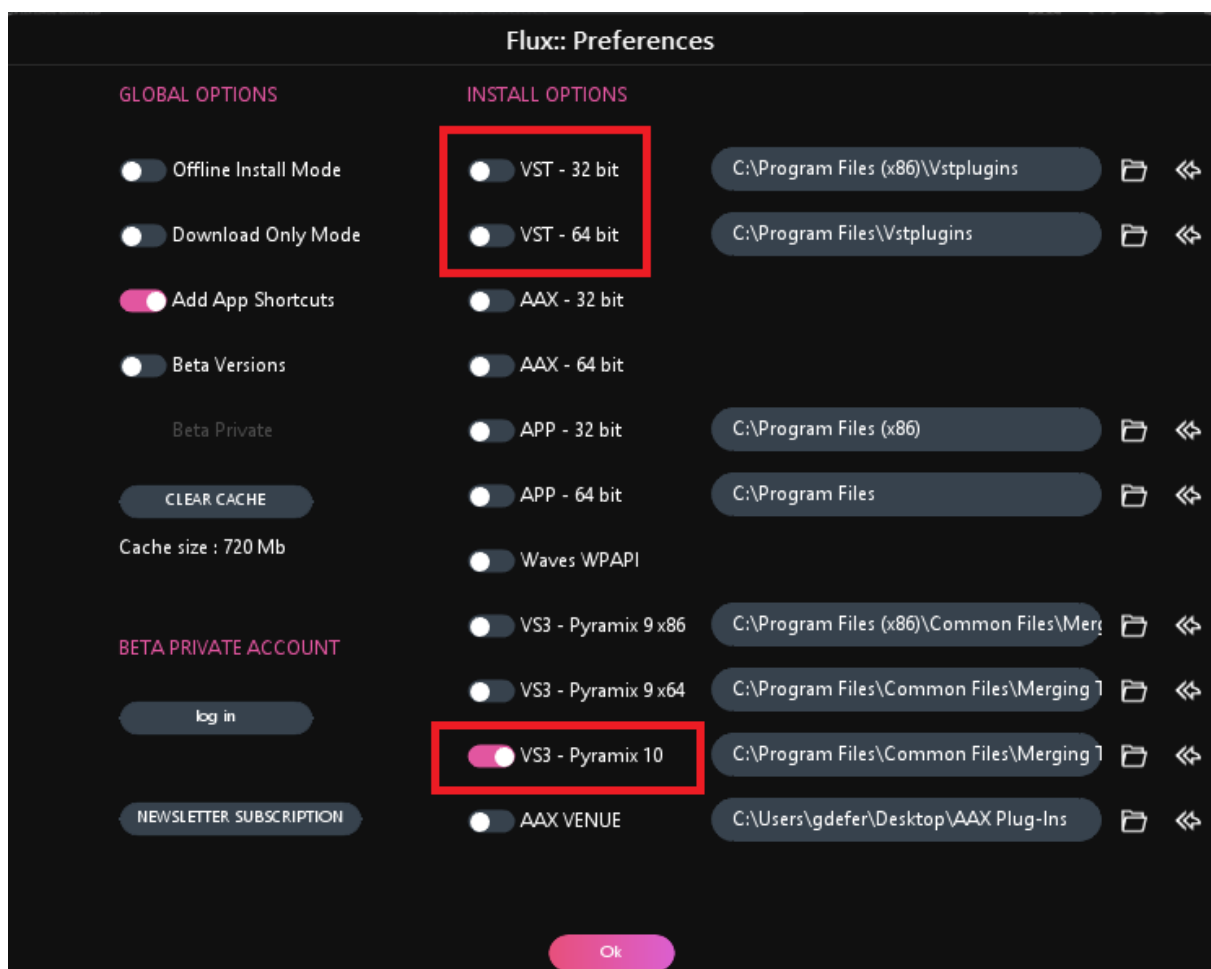 Flux:: Preferences
GLOBAL OPTIONS
Offline Install Mode
Download Only Mode
Add App Shortcuts
Beta Versions
Beta Private
CLEAR CACHE
Cache size : 720 Mb
BETA PRIVATE ACCOUNT
log in
NEWSLETTER SUBSCRIPTION
INSTALL OPTIONS
VST - 32 bit C:\Program Files (x86)\Vstplugins
VST - 64 bit C:\Program Files\Vstplugins
AAX - 32 bit
AAX - 64 bit
APP - 32 bit C:\Program Files (x86)
APP - 64 bit C:\Program Files
Waves WPAPI
VS3 - Pyramix 9 x86 C:\Program Files (x86)\Common Files\Mer
VS3 - Pyramix 9 x64 C:\Program Files\Common Files\Merging
VS3 - Pyramix 10 C:\Program Files\Common Files\Merging
AAX VENUE C:\Users\gdefer\Desktop\AAX Plug-Ins
Ok